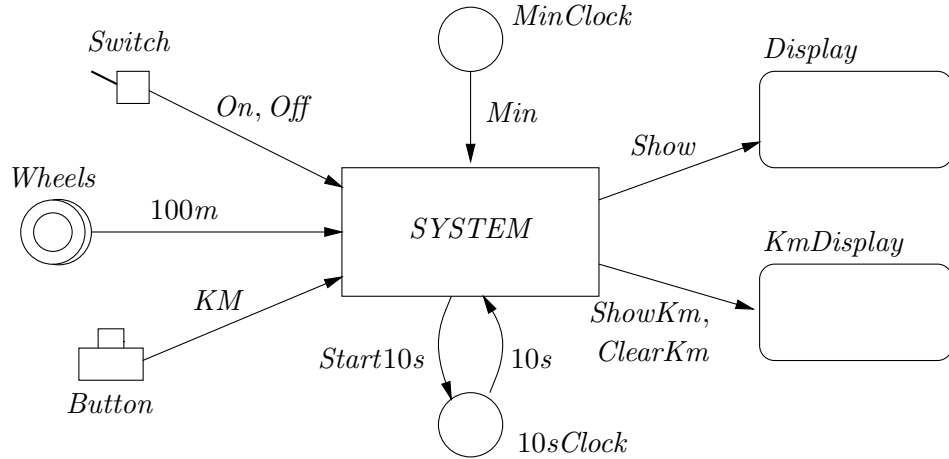 MinClock
Switch
Display
On, Off
Min
Show
Wheels
100m
SYSTEM
KmDisplay
KM
ShowKm,
ClearKm
Start10s
10s
Button
10sClock